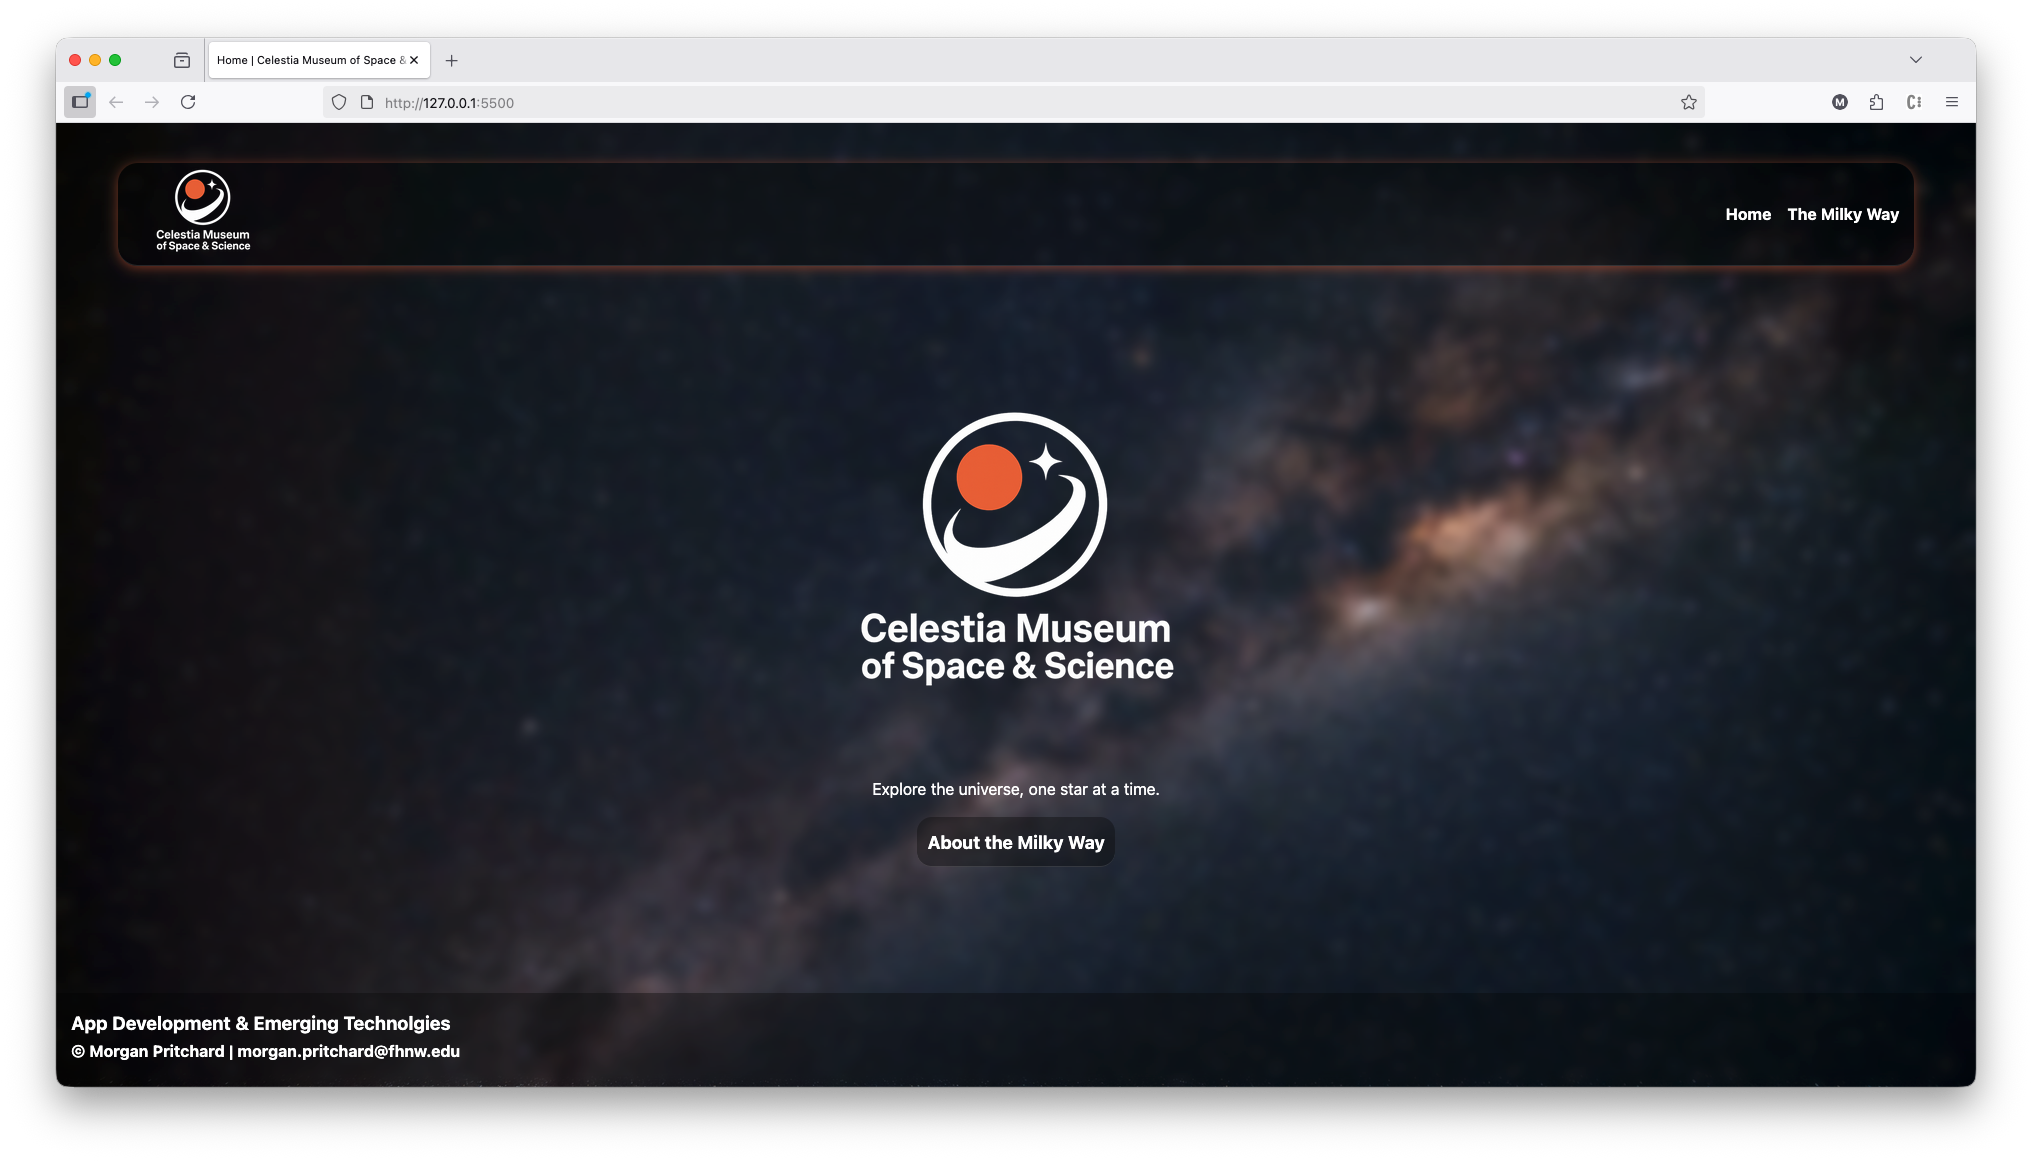 Home | Celestia Museum of Space &
http://127.0.0.1:5500
M
Celestia Museum
of Space & Science
Home The Milky Way
Celestia Museum
of Space & Science
Explore the universe, one star at a time.
About the Milky Way
App Development & Emerging Technolgies
© Morgan Pritchard | morgan.pritchard@fhnw.edu